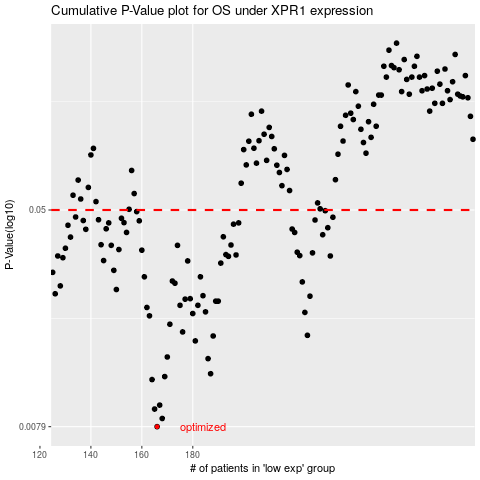 Cumulative P-Value plot for OS under XPR1 expression
P-Value(log10)
0.05
0.0079
optimized
120 140 160 180
# of patients in 'low exp' group